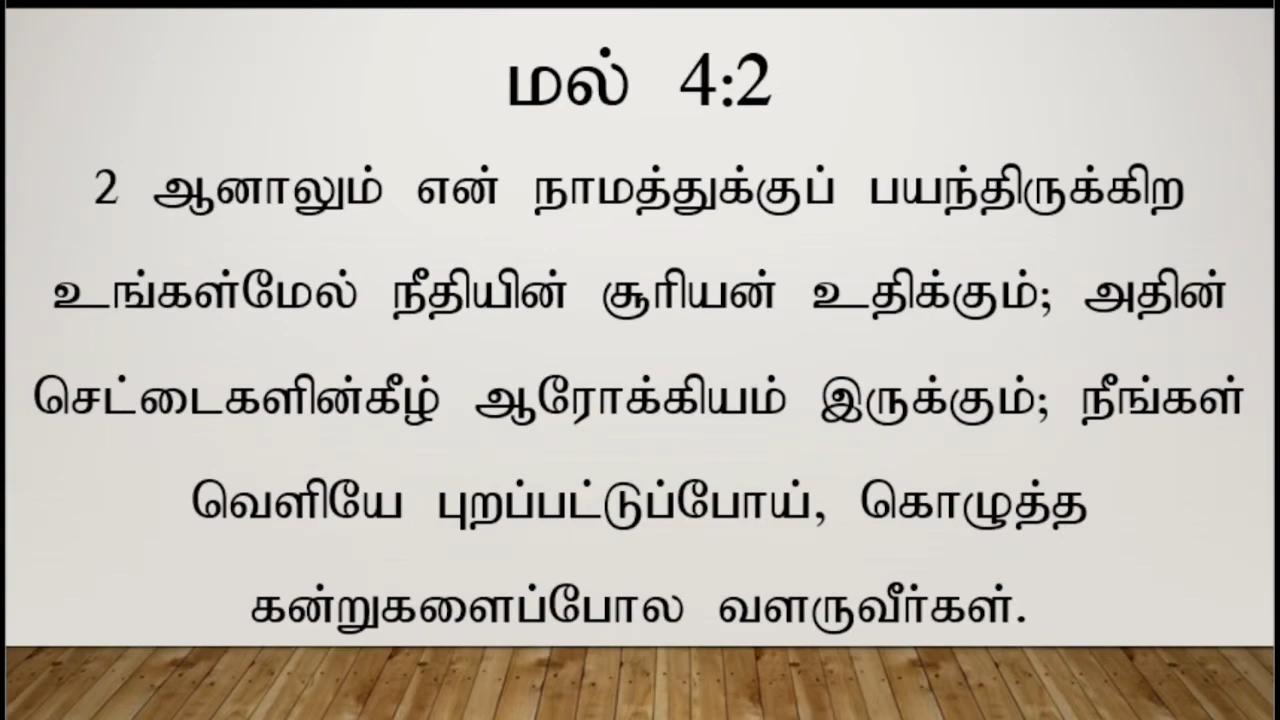 மல் 4:2
2 ஆனாலும் என் நாமத்துக்குப் பயந்திருக்கிற
உங்கள்மேல் நீதியின் சூரியன் உதிக்கும்; அதின்
செட்டைகளின்கீழ் ஆரோக்கியம் இருக்கும்; நீங்கள்
வெளியே புறப்பட்டுப்போய், கொழுத்த
கன்றுகளைப்போல வளருவீர்கள்.